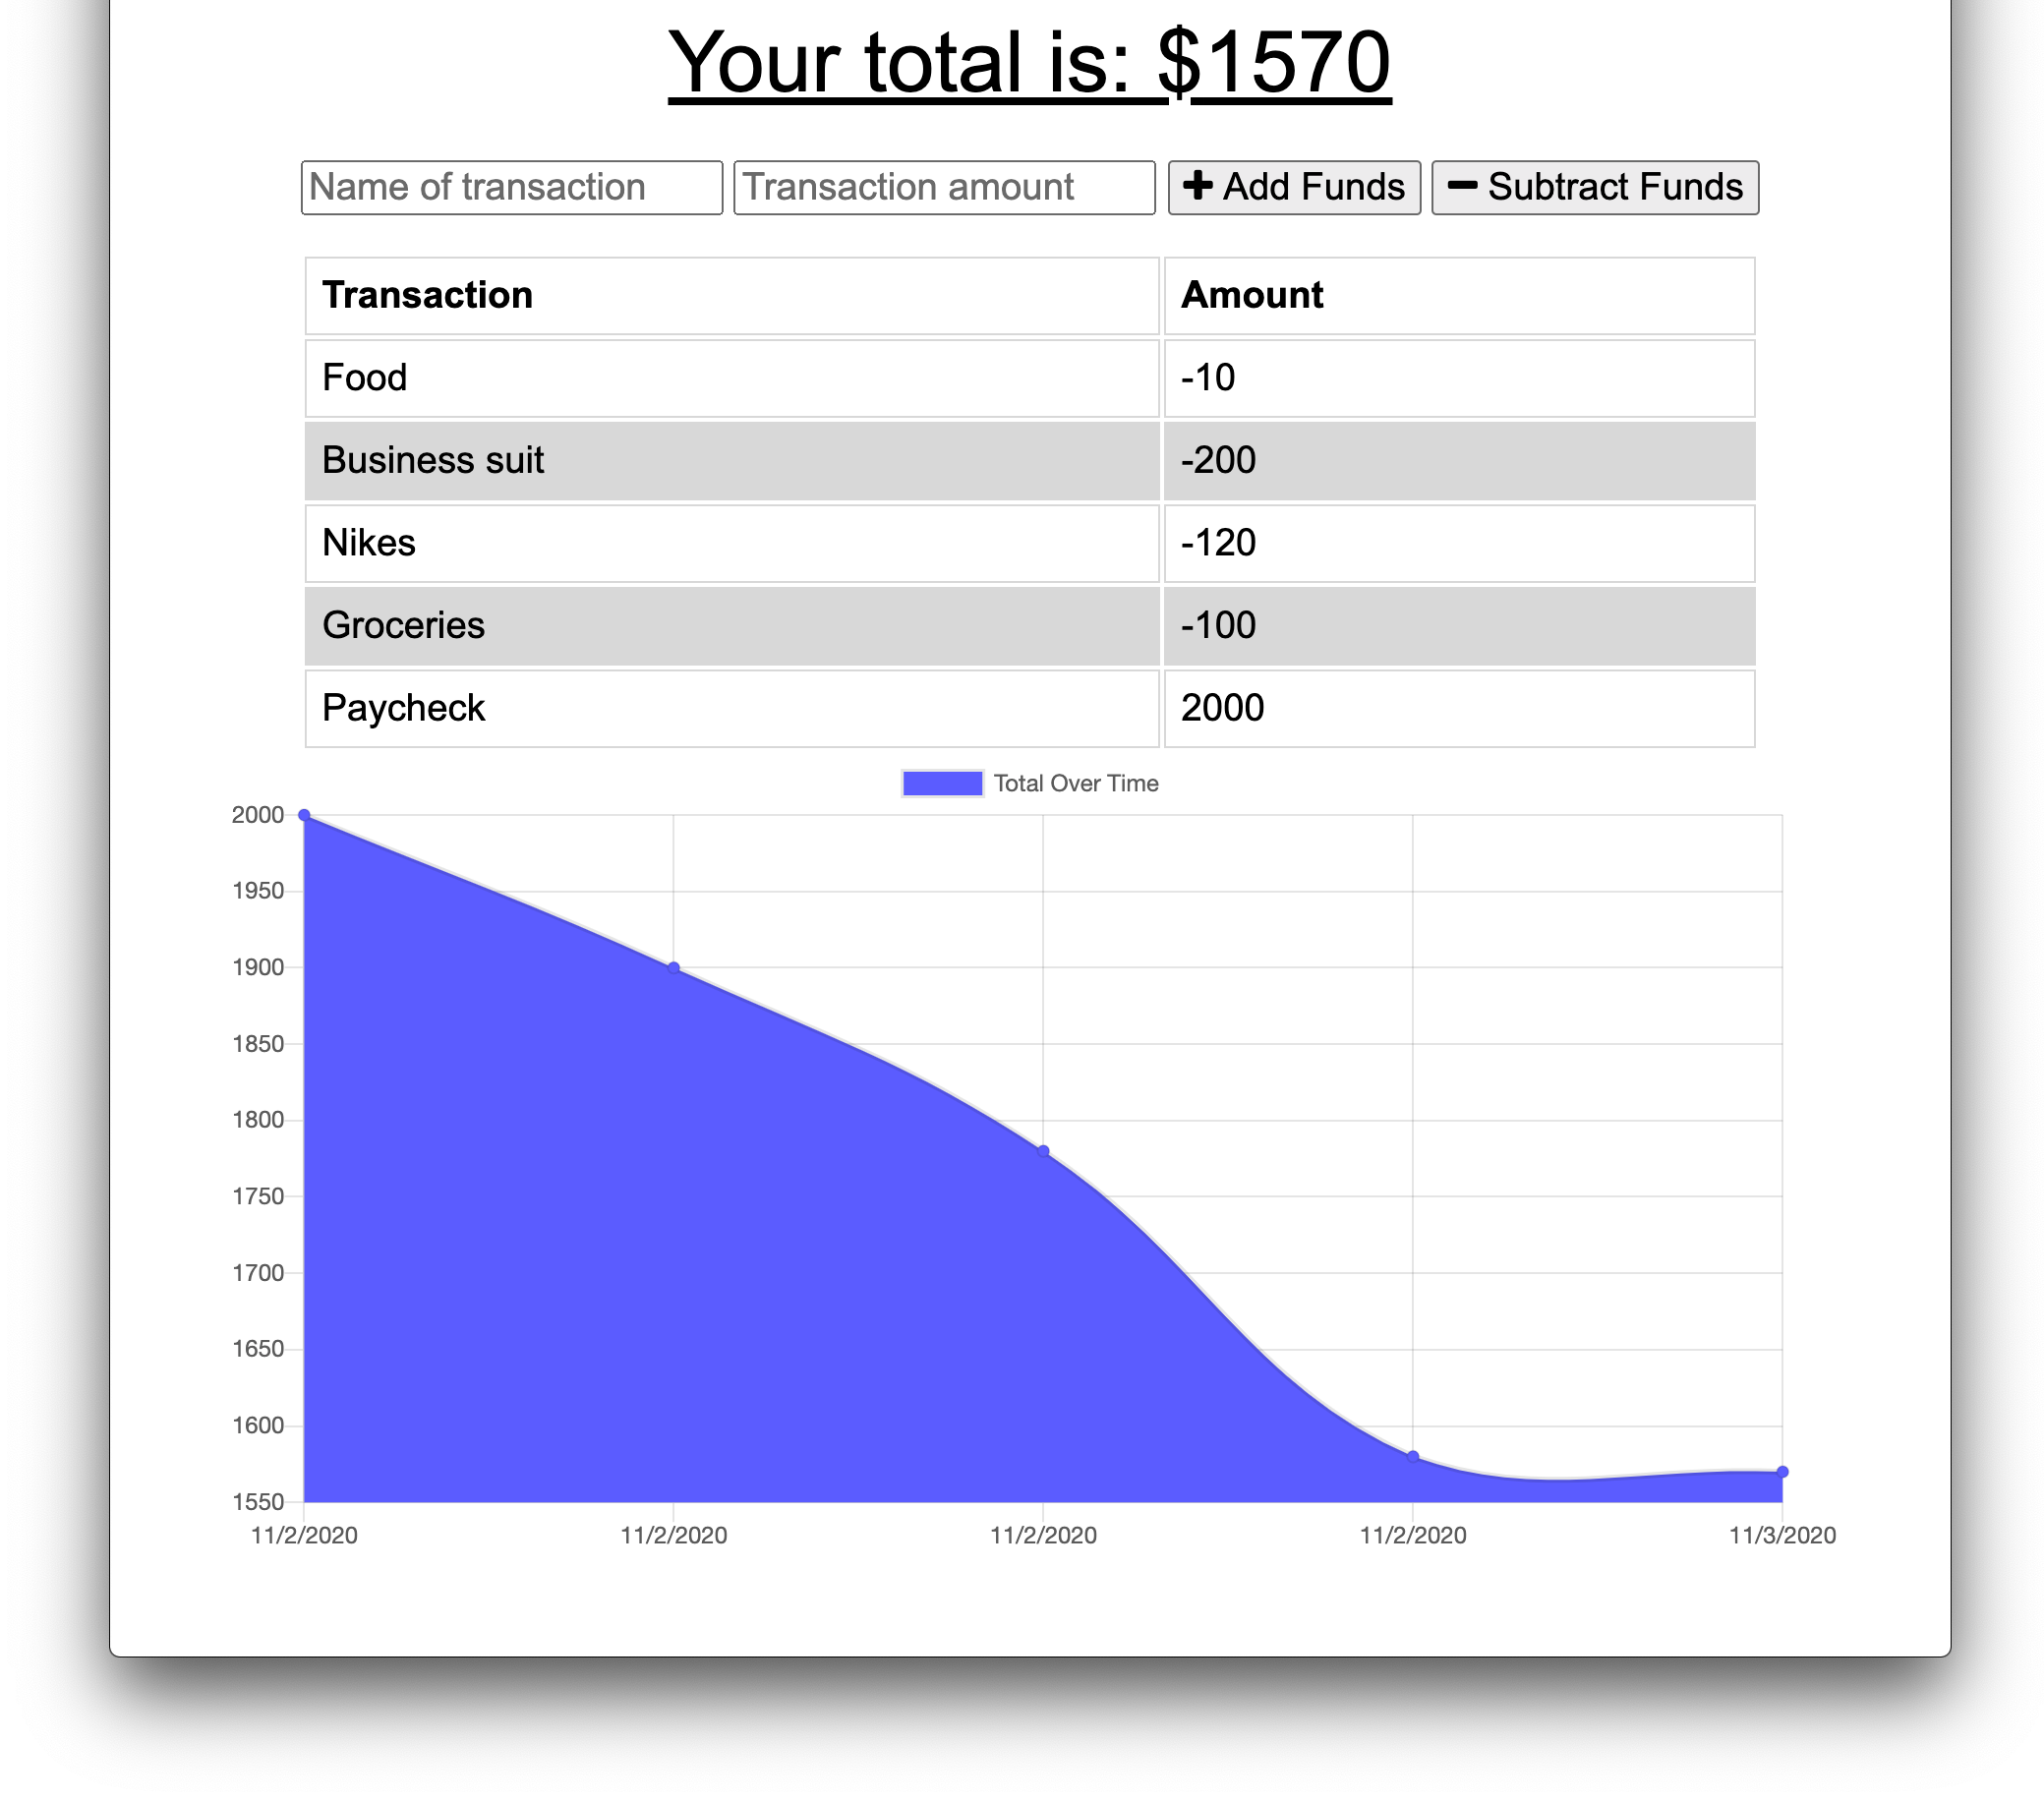 Your total is: $1570
Name of transaction Transaction amount Add Funds Subtract Funds
Transaction Amount
Food -10
Business suit -200
Nikes -120
Groceries -100
Paycheck 2000
Total Over Time
2000
1950
1900
1850
1800
1750
1700
1650
1600
1550
11/2/2020 11/2/2020 11/2/2020 11/2/2020 11/3/2020